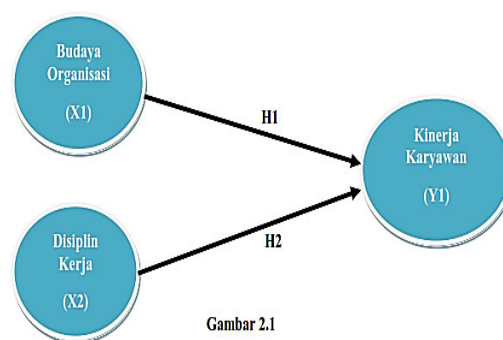 Budaya
Organisasi
(X1)
H1
Kinerja
Karyawan
(Y1)
Disiplin
Kerja
(X2)
H2
Gambar 2.1